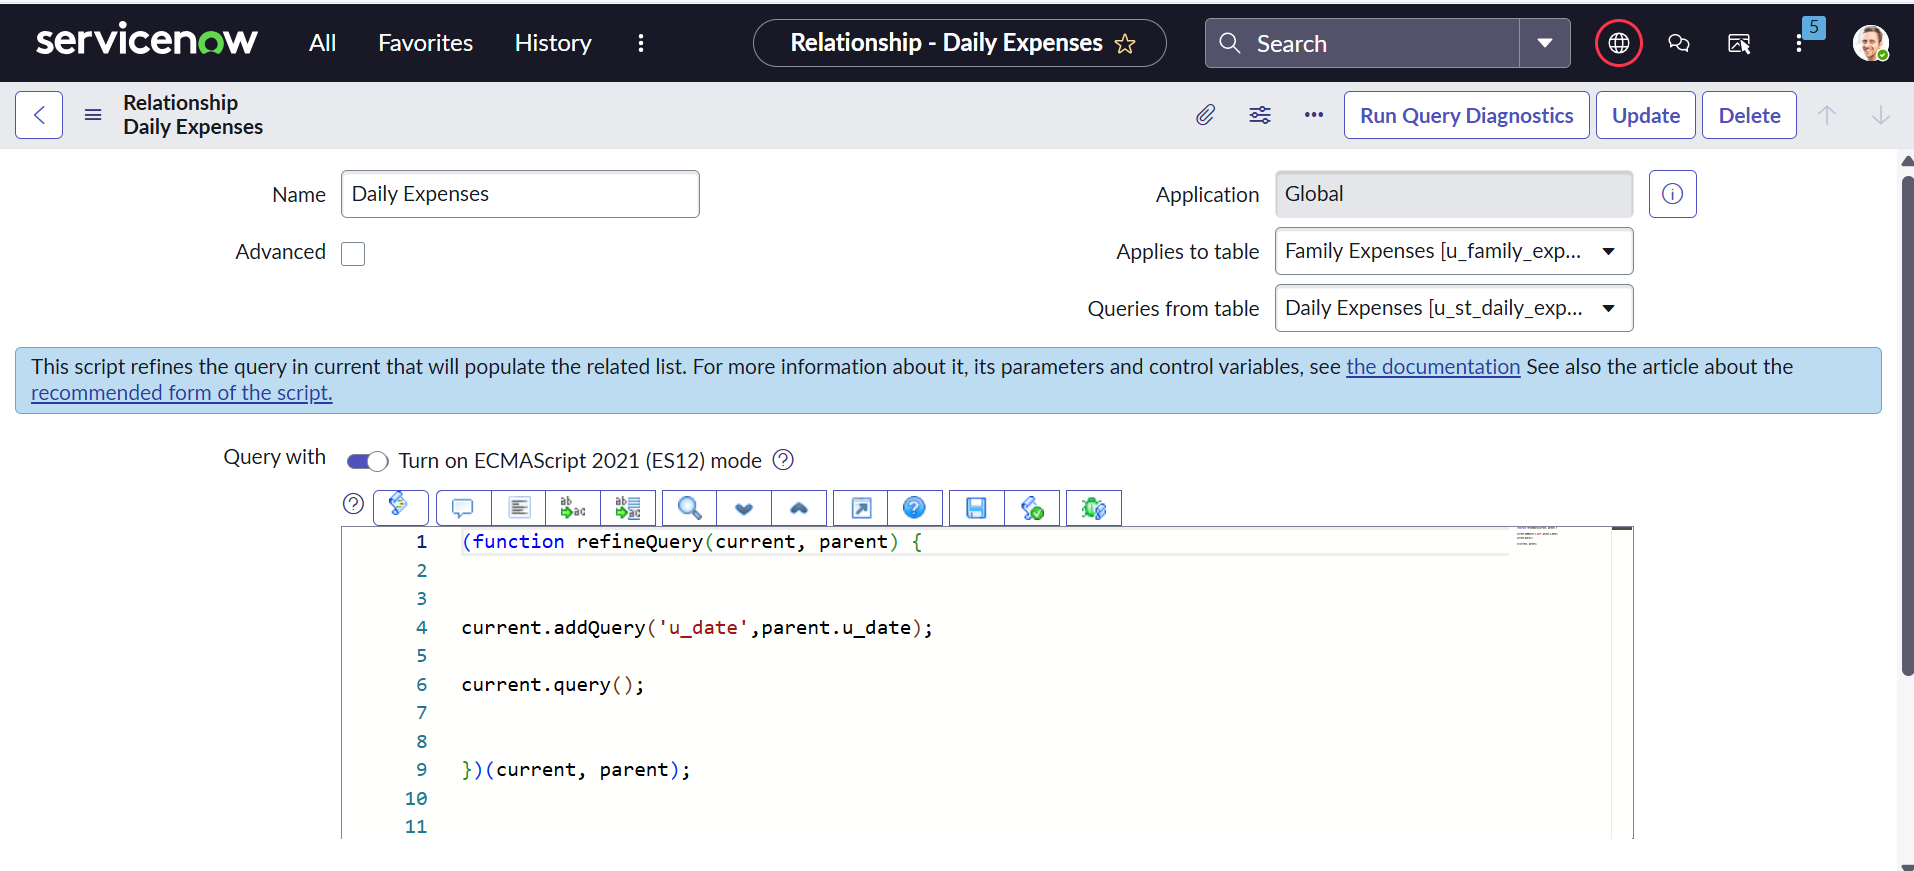 servicenow
All
Favorites
History
Relationship - Daily Expenses
Search
5
Relationship
Daily Expenses
Run Query Diagnostics
Update
Delete
Name
Daily Expenses
Application
Global
Advanced
Applies to table
Family Expenses [u_family_exp...
Queries from table
Daily Expenses [u_st_daily_exp...
This script refines the query in current that will populate the related list. For more information about it, its parameters and control variables, see the documentation See also the article about the
recommended form of the script.
Query with
Turn on ECMAScript 2021 (ES12) mode
1 (function refineQuery(current, parent) {
2
3
4 current.addQuery('u_date',parent.u_date);
5
6 current.query();
7
8
9 })(current, parent);
10
11